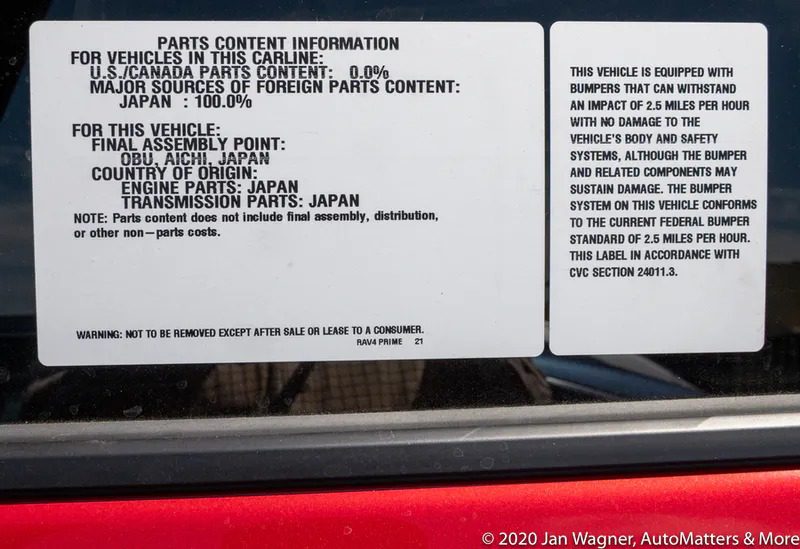 PARTS CONTENT INFORMATION
FOR VEHICLES IN THIS CARLINE:
U.S./CANADA PARTS CONTENT: 0.0%
MAJOR SOURCES OF FOREIGN PARTS CONTENT:
JAPAN : 100.0%
FOR THIS VEHICLE:
FINAL ASSEMBLY POINT:
OBU, AICHI, JAPAN
COUNTRY OF ORIGIN:
ENGINE PARTS: JAPAN
TRANSMISSION PARTS: JAPAN
NOTE: Parts content does not include final assembly, distribution,
or other non-parts costs.
WARNING: NOT TO BE REMOVED EXCEPT AFTER SALE OR LEASE TO A CONSUMER.
RAV4 PRIME 21
THIS VEHICLE IS EQUIPPED WITH
BUMPERS THAT CAN WITHSTAND
AN IMPACT OF 2.5 MILES PER HOUR
WITH NO DAMAGE TO THE
VEHICLE'S BODY AND SAFETY
SYSTEMS, ALTHOUGH THE BUMPER
AND RELATED COMPONENTS MAY
SUSTAIN DAMAGE. THE BUMPER
SYSTEM ON THIS VEHICLE CONFORMS
TO THE CURRENT FEDERAL BUMPER
STANDARD OF 2.5 MILES PER HOUR.
THIS LABEL IN ACCORDANCE WITH
CVC SECTION 24011.3.
© 2020 Jan Wagner, AutoMatters & More